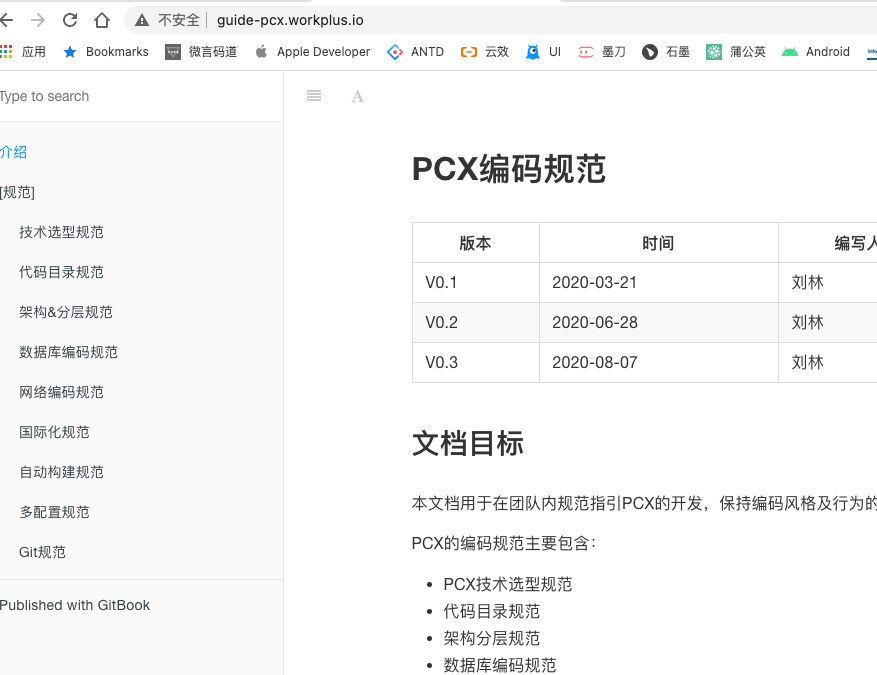 不安全 guide-pcx.workplus.io
应用 Bookmarks 微言码道 Apple Developer ANTD 云效 UI 墨刀 石墨 蒲公英 Android
Type to search
A
介绍
[规范]
技术选型规范
代码目录规范
架构&分层规范
数据库编码规范
网络编码规范
国际化规范
自动构建规范
多配置规范
Git规范
Published with GitBook
PCX编码规范
版本 时间 编写人
V0.1 2020-03-21 刘林
V0.2 2020-06-28 刘林
V0.3 2020-08-07 刘林
文档目标
本文档用于在团队内规范指引PCX的开发，保持编码风格及行为的
PCX的编码规范主要包含：
• PCX技术选型规范
• 代码目录规范
• 架构分层规范
• 数据库编码规范